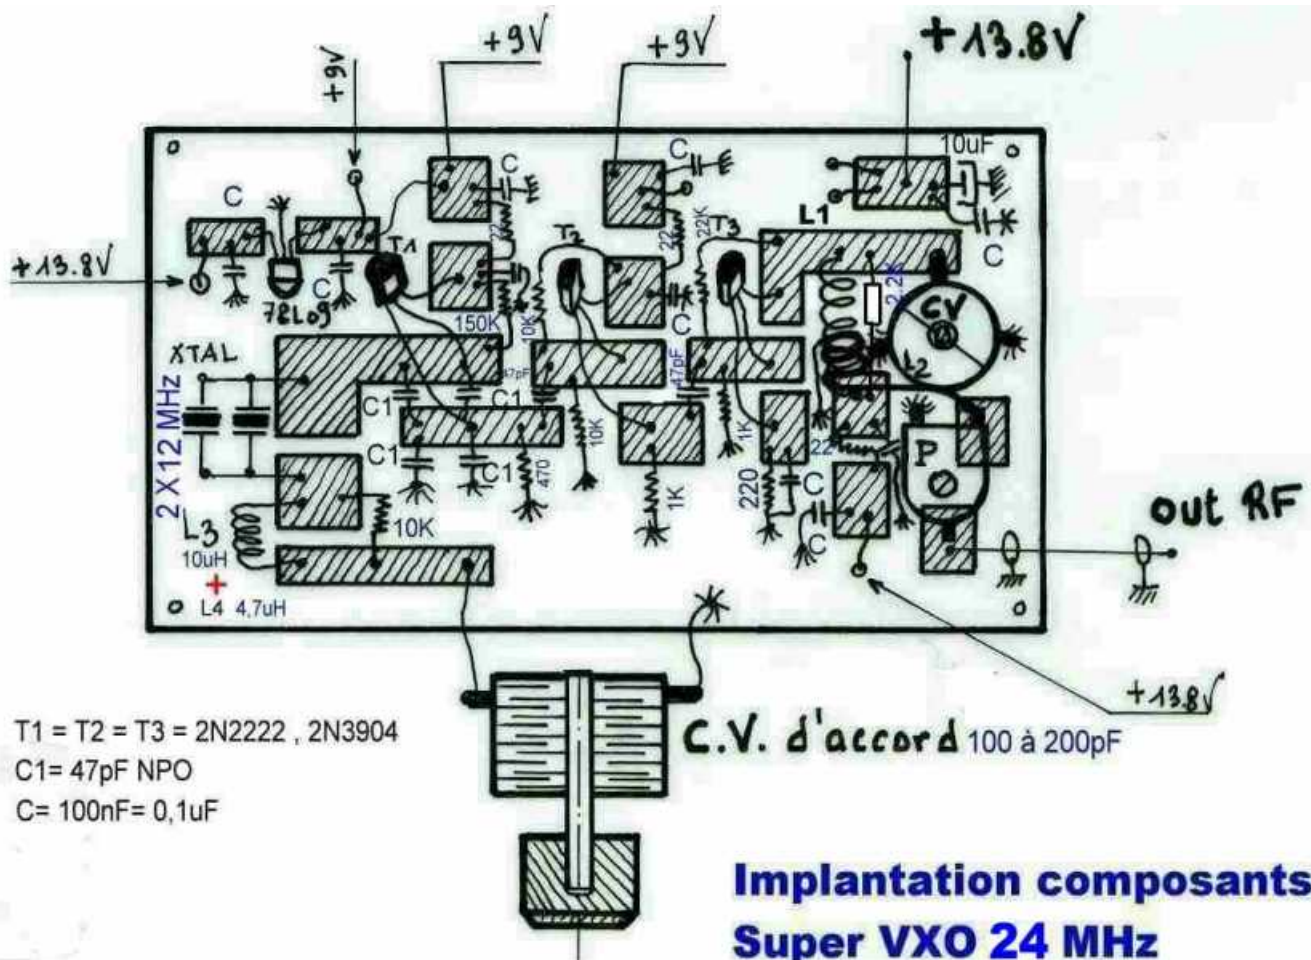 +9V
+9V
+9V
+13.8V
10uF
C
C
C
L1
T1
T2
T3
22
22
22K
C
+13.8V
78L09
C
C
2.2K
CV
150K
10K
L2
XTAL
2 X 12 MHz
47pF
47pF
C1
C1
C1
C1
470
10K
1K
1K
220
22
P
C
C
out RF
L3
10uH
10K
+
L4 4,7uH
+13.8V
C.V. d'accord 100 à 200pF
T1 = T2 = T3 = 2N2222 , 2N3904
C1= 47pF NPO
C= 100nF= 0,1uF
Implantation composants
Super VXO 24 MHz